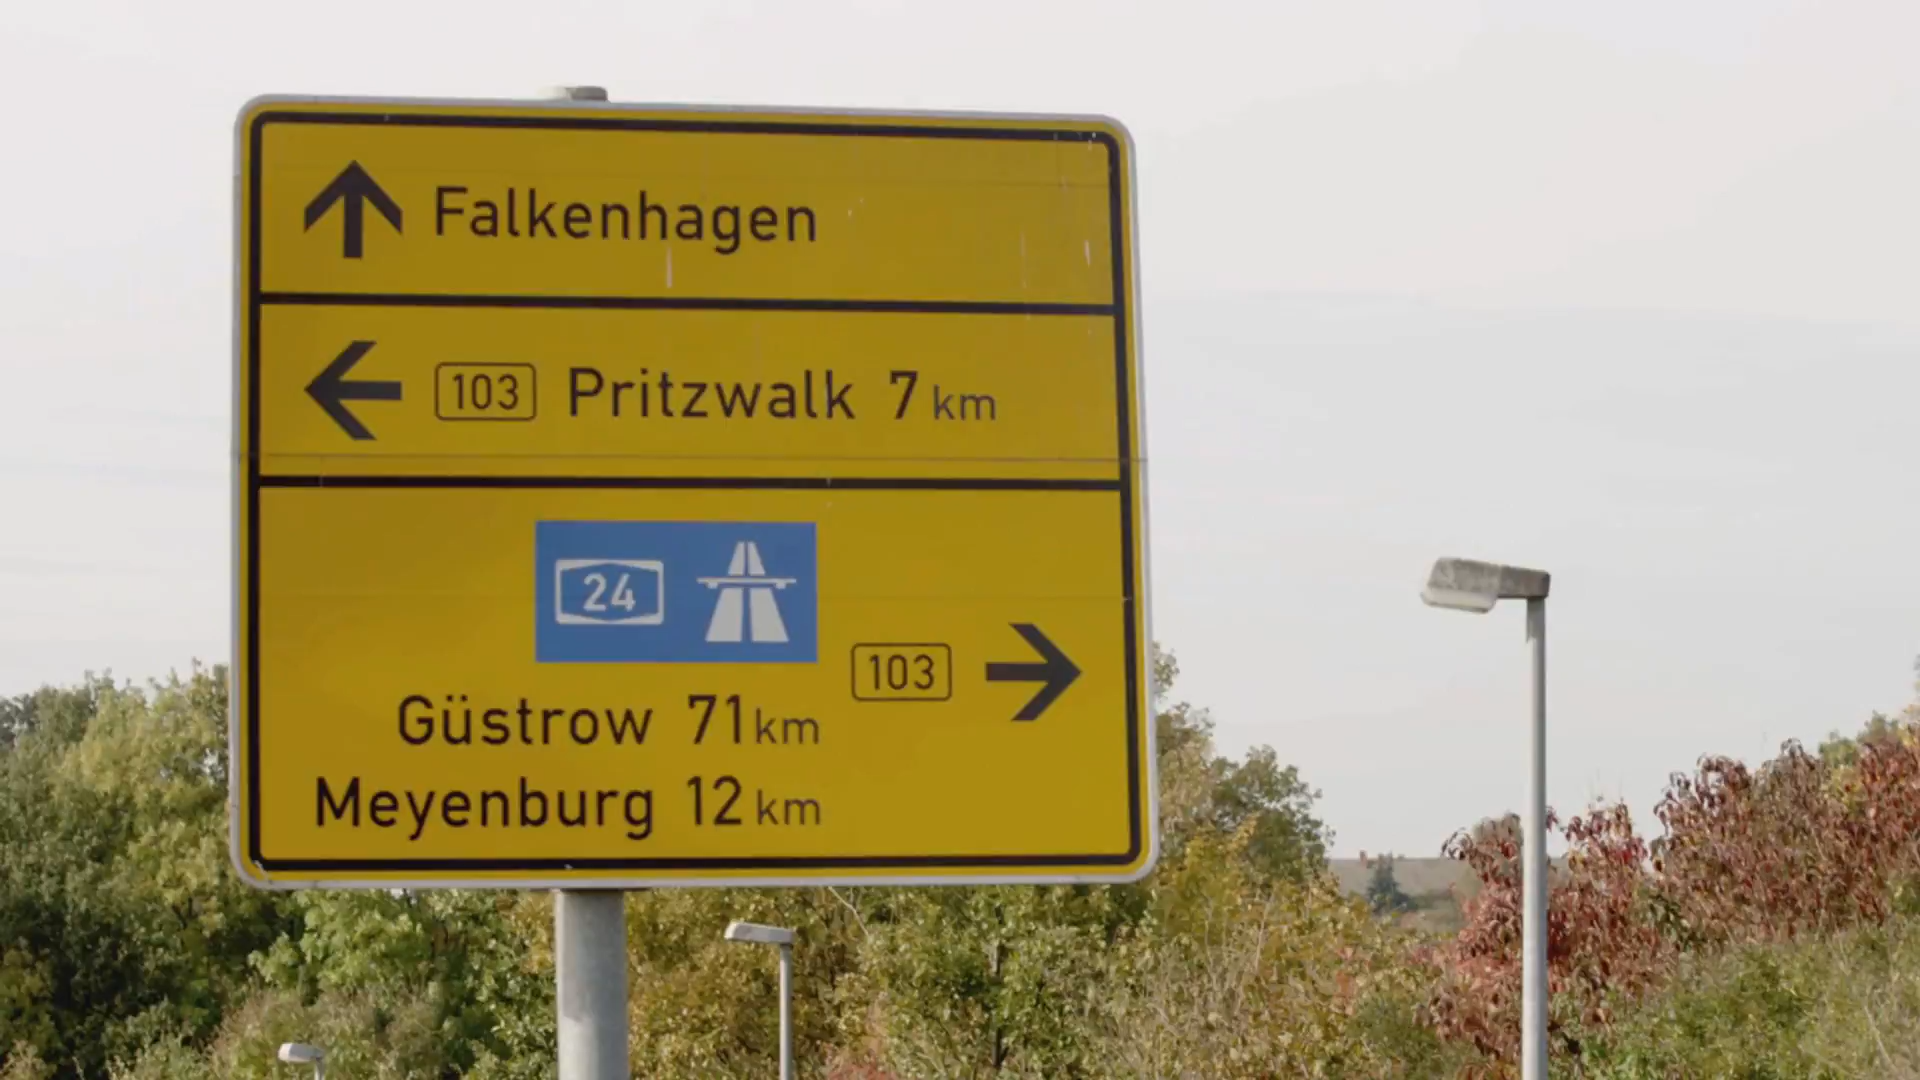 Falkenhagen
103 Pritzwalk 7 km
24
103
Güstrow 71 km
Meyenburg 12 km